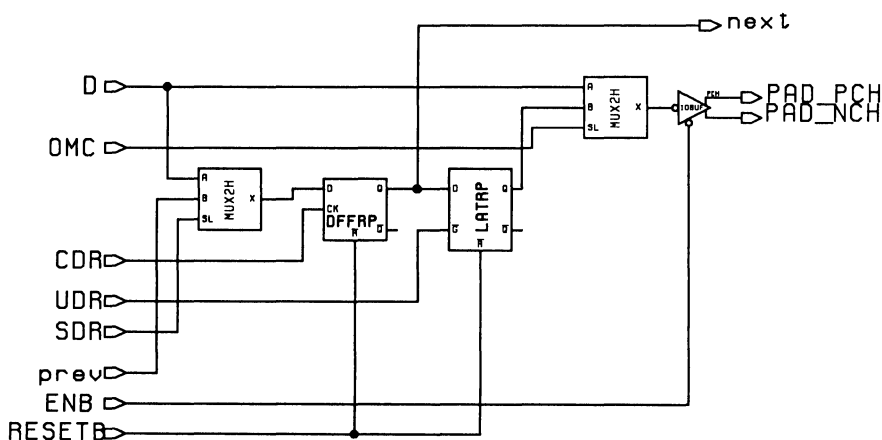 next
D
A
B
SL
MUX2H
X
IOBUF
PCH
PAD_PCH
PAD_NCH
OMC
A
B
SL
MUX2H
X
D
Q
CK
DFFRP
Q
R
D
Q
LATRP
G
Q
R
CDR
UDR
SDR
prev
ENB
RESETB